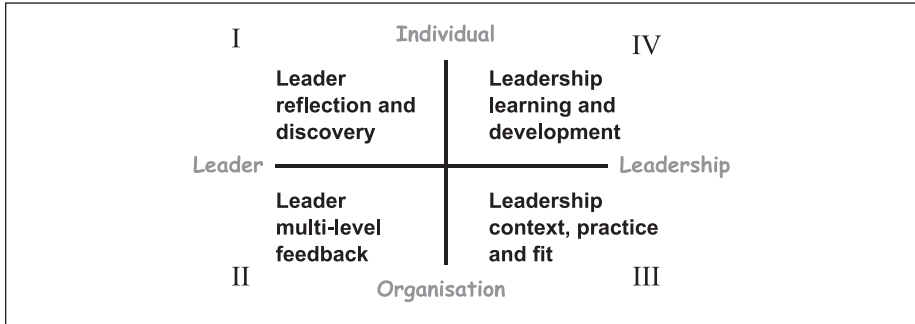 I
Individual
IV
Leader
reflection and
discovery
Leadership
learning and
development
Leader
Leadership
Leader
multi-level
feedback
Leadership
context, practice
and fit
II
Organisation
III